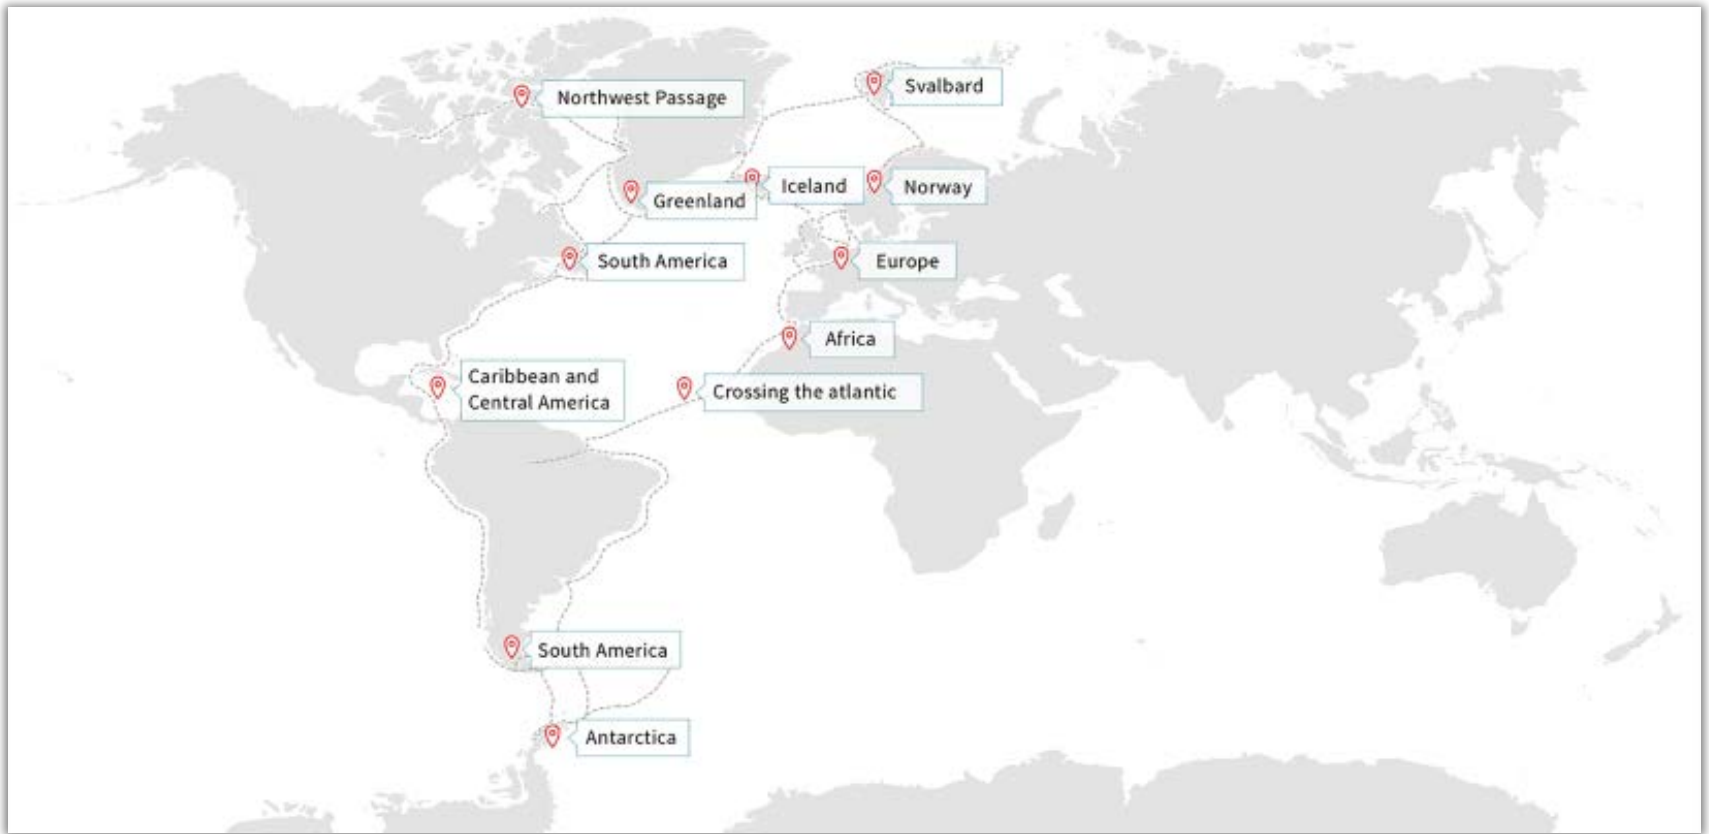 Svalbard
Northwest Passage
Iceland
Norway
Greenland
South America
Europe
Africa
Caribbean and
Central America
Crossing the atlantic
South America
Antarctica